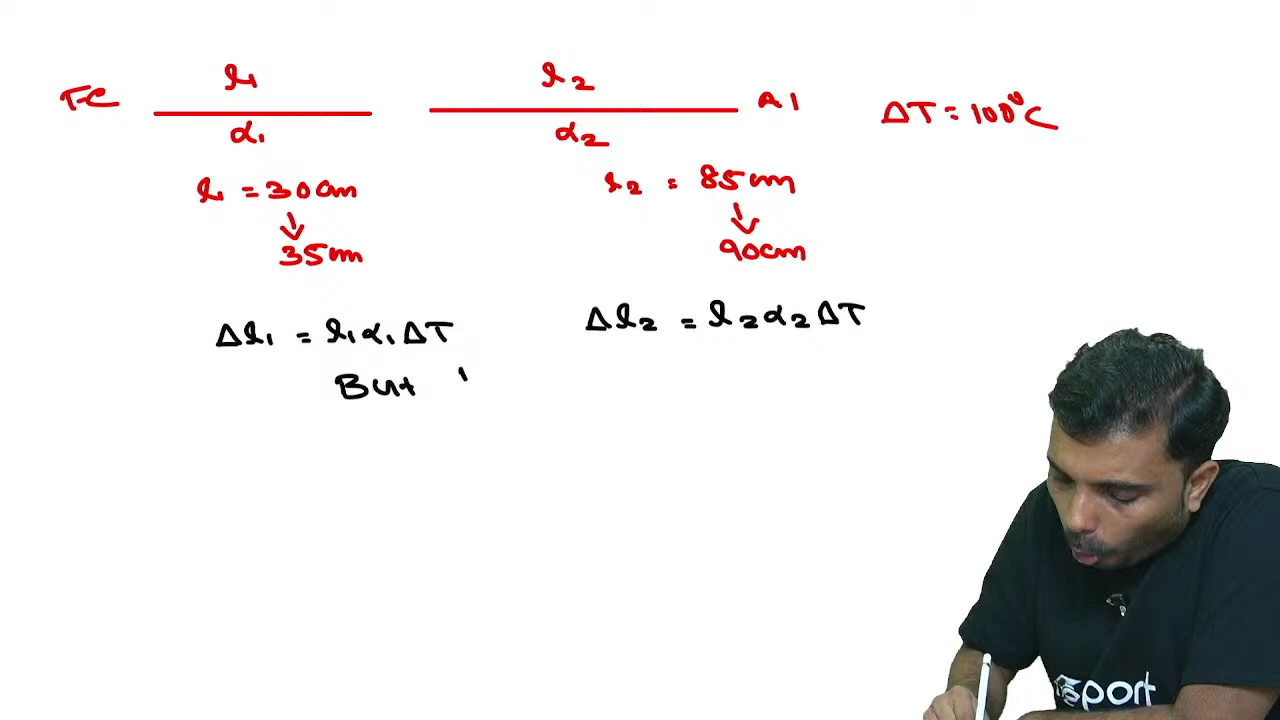 l₁ l₂
Fe Al ΔT = 100°C
α₁ α₂
l₁ = 30cm l₂ = 85cm
↓ ↓
35cm 90cm
Δl₁ = l₁α₁ΔT Δl₂ = l₂α₂ΔT
But
port